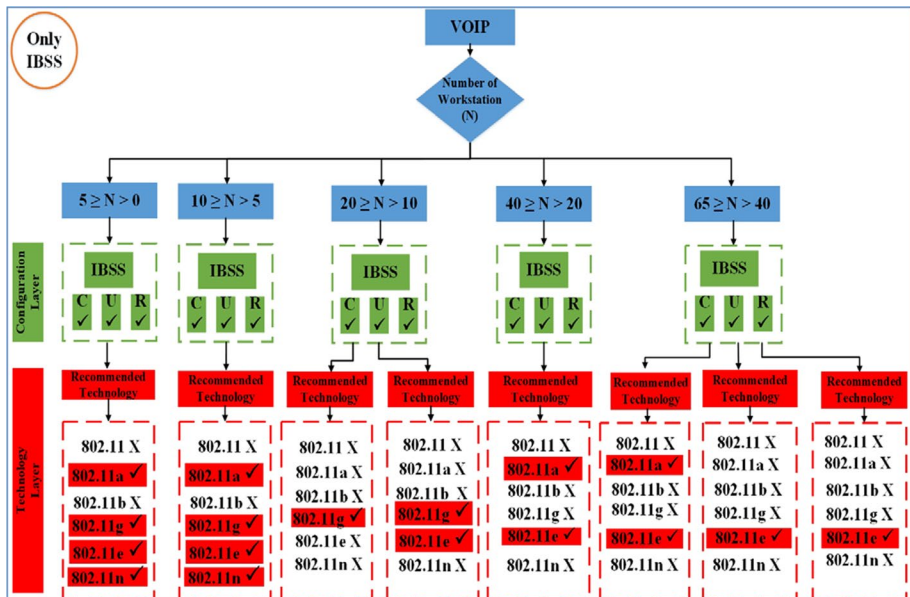 Only
IBSS
VOIP
Number of
Workstation
(N)
5 ≥ N > 0
10 ≥ N > 5
20 ≥ N > 10
40 ≥ N > 20
65 ≥ N > 40
Configuration
Layer
IBSS
C U R
✓ ✓ ✓
IBSS
C U R
✓ ✓ ✓
IBSS
C U R
✓ ✓ ✓
IBSS
C U R
✓ ✓ ✓
IBSS
C U R
✓ ✓ ✓
Technology
Layer
Recommended
Technology
802.11 X
802.11a ✓
802.11b X
802.11g ✓
802.11e ✓
802.11n ✓
Recommended
Technology
802.11 X
802.11a ✓
802.11b X
802.11g ✓
802.11e ✓
802.11n ✓
Recommended
Technology
802.11 X
802.11a X
802.11b X
802.11g ✓
802.11e X
802.11n X
Recommended
Technology
802.11 X
802.11a X
802.11b X
802.11g ✓
802.11e ✓
802.11n X
Recommended
Technology
802.11 X
802.11a ✓
802.11b X
802.11g X
802.11e ✓
802.11n X
Recommended
Technology
802.11 X
802.11a ✓
802.11b X
802.11g X
802.11e ✓
802.11n X
Recommended
Technology
802.11 X
802.11a X
802.11b X
802.11g X
802.11e ✓
802.11n X
Recommended
Technology
802.11 X
802.11a X
802.11b X
802.11g X
802.11e ✓
802.11n X